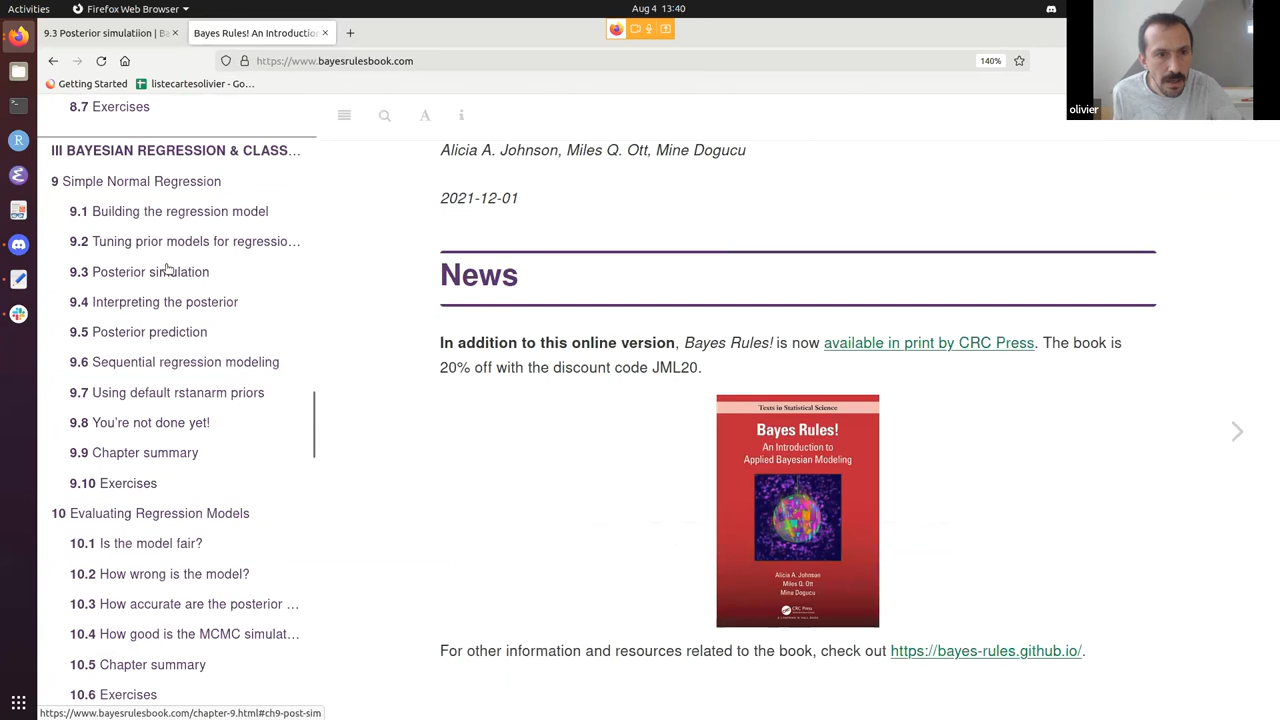 Activities
Firefox Web Browser
Aug 4 13:40
9.3 Posterior simulatiion | Ba
Bayes Rules! An Introductio
https://www.bayesrulesbook.com
140%
Getting Started
listecartesolivier - Go…
olivier
8.7 Exercises
III BAYESIAN REGRESSION & CLASS…
9 Simple Normal Regression
9.1 Building the regression model
9.2 Tuning prior models for regressio…
9.3 Posterior simulation
9.4 Interpreting the posterior
9.5 Posterior prediction
9.6 Sequential regression modeling
9.7 Using default rstanarm priors
9.8 You’re not done yet!
9.9 Chapter summary
9.10 Exercises
10 Evaluating Regression Models
10.1 Is the model fair?
10.2 How wrong is the model?
10.3 How accurate are the posterior …
10.4 How good is the MCMC simulat…
10.5 Chapter summary
10.6 Exercises
https://www.bayesrulesbook.com/chapter-9.html#ch9-post-sim
Alicia A. Johnson, Miles Q. Ott, Mine Dogucu
2021-12-01
News
In addition to this online version, Bayes Rules! is now available in print by CRC Press. The book is
20% off with the discount code JML20.
Texts in Statistical Science
Bayes Rules!
An Introduction to
Applied Bayesian Modeling
Alicia A. Johnson
Miles Q. Ott
Mine Dogucu
CRC Press
For other information and resources related to the book, check out https://bayes-rules.github.io/.